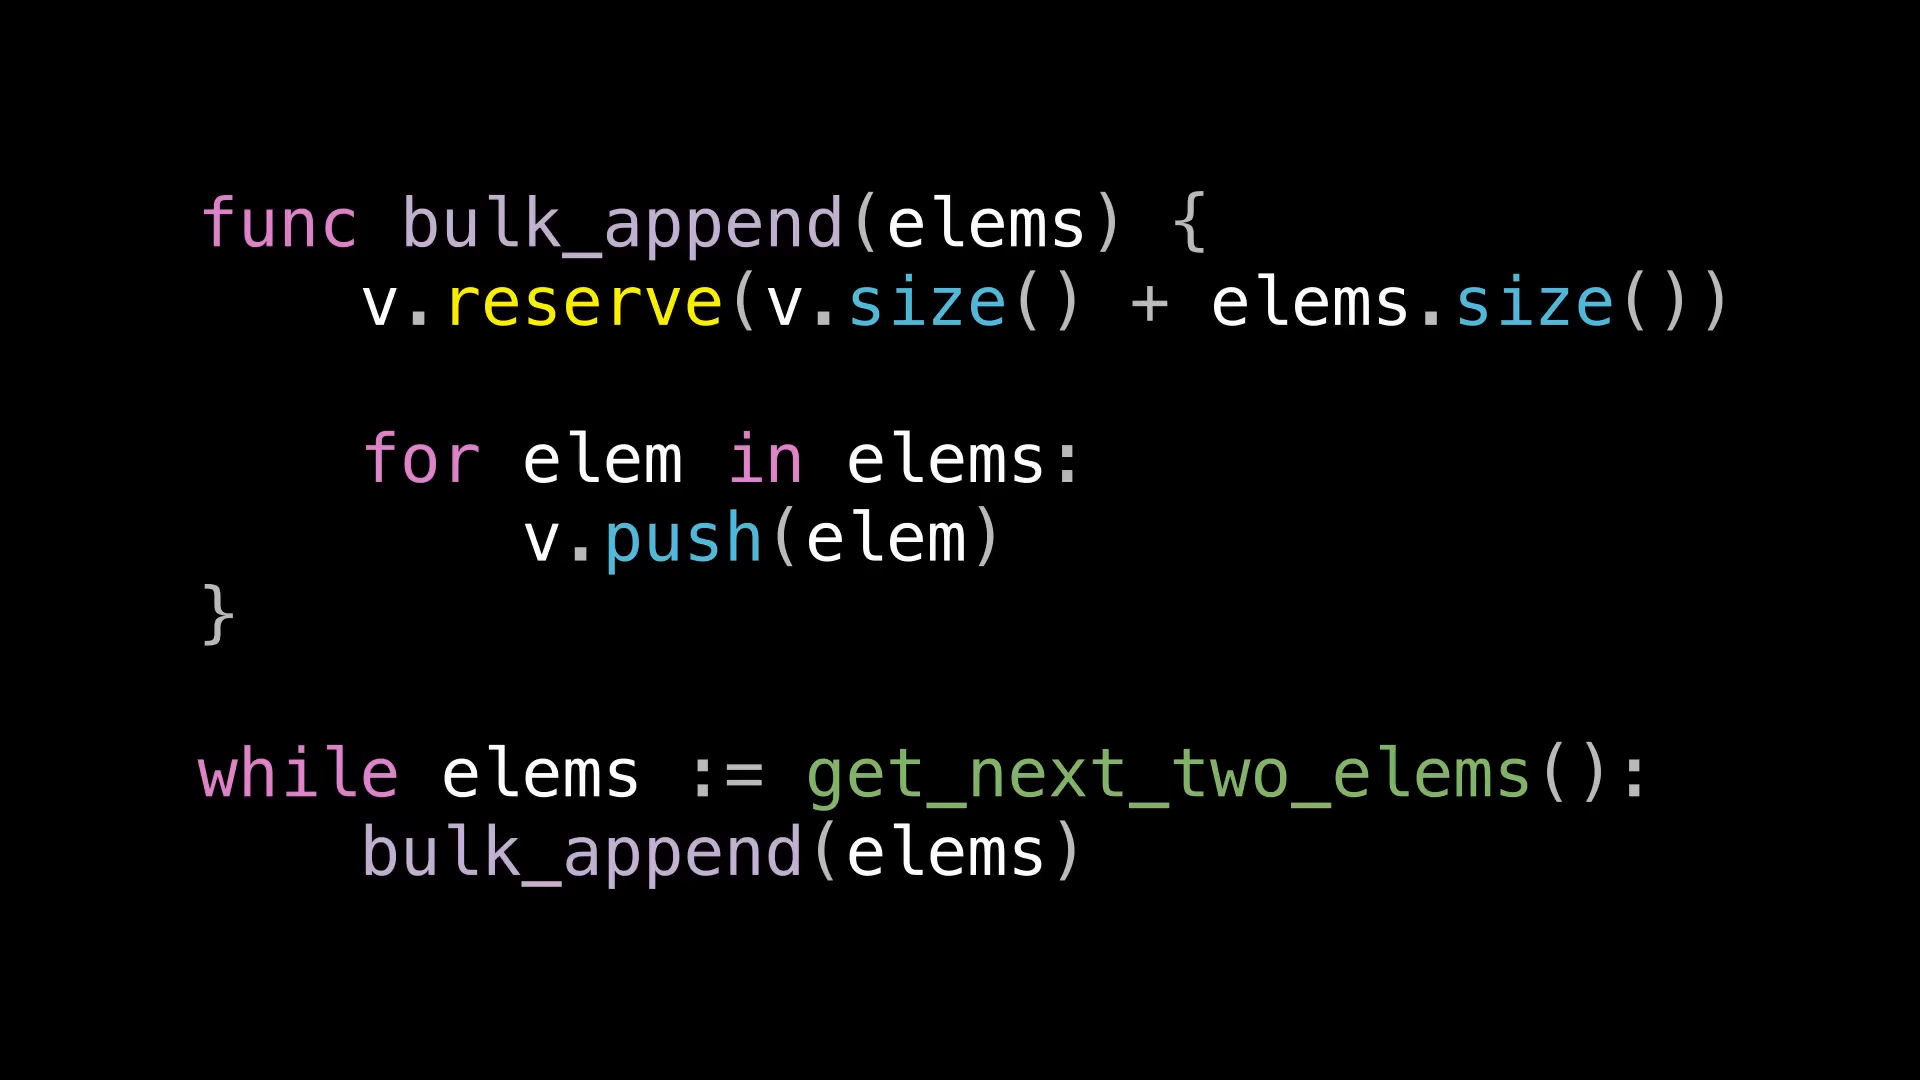 func bulk_append(elems) {
    v.reserve(v.size() + elems.size())

    for elem in elems:
        v.push(elem)
}

while elems := get_next_two_elems():
    bulk_append(elems)